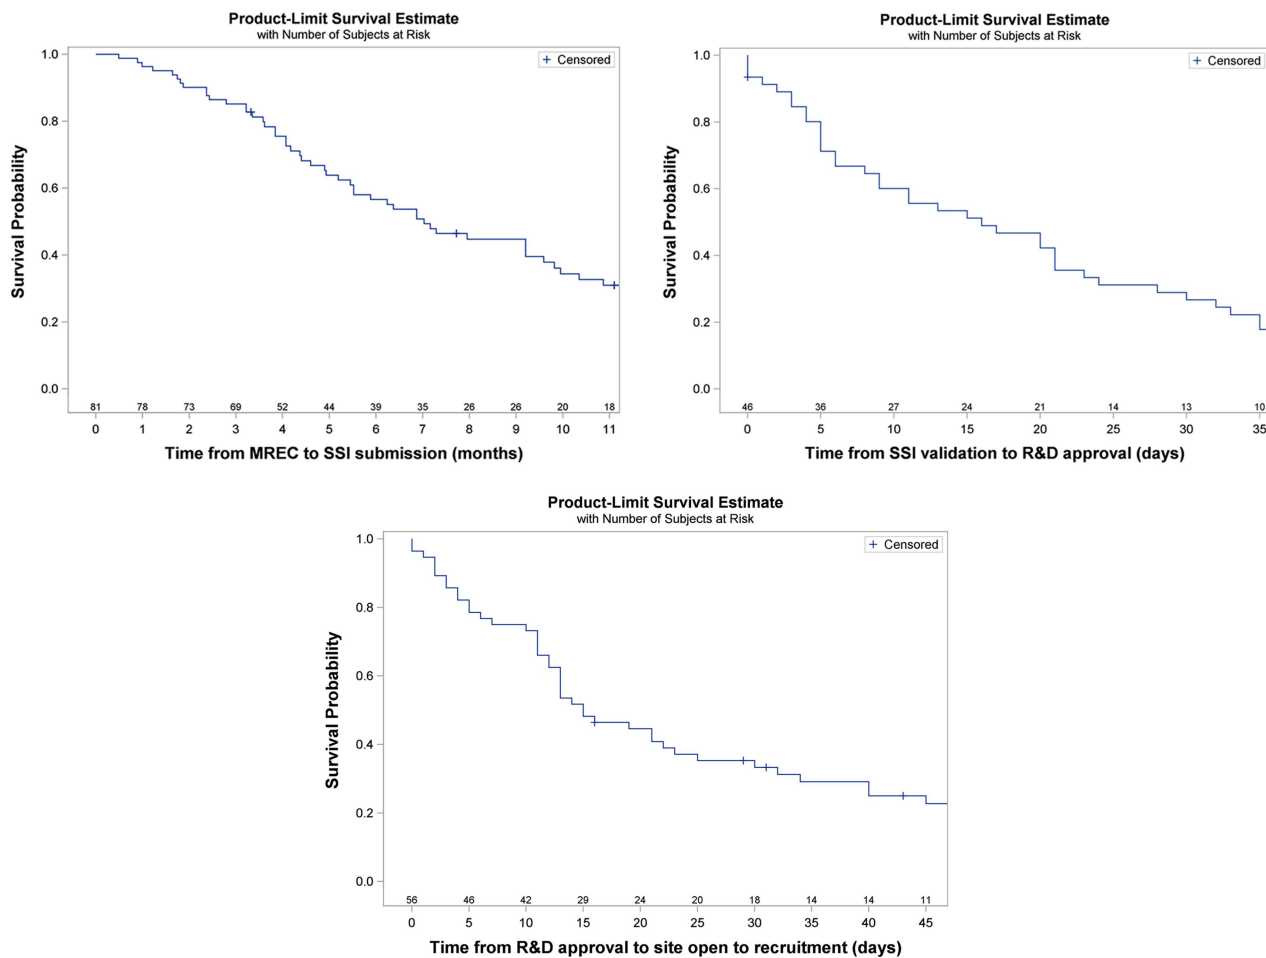 Product-Limit Survival Estimate
with Number of Subjects at Risk
+ Censored
Survival Probability
1.0
0.8
0.6
0.4
0.2
0.0
81 78 73 69 52 44 39 35 26 26 20 18
0 1 2 3 4 5 6 7 8 9 10 11
Time from MREC to SSI submission (months)
Product-Limit Survival Estimate
with Number of Subjects at Risk
+ Censored
Survival Probability
1.0
0.8
0.6
0.4
0.2
0.0
46 36 27 24 21 14 13 10
0 5 10 15 20 25 30 35
Time from SSI validation to R&D approval (days)
Product-Limit Survival Estimate
with Number of Subjects at Risk
+ Censored
Survival Probability
1.0
0.8
0.6
0.4
0.2
0.0
56 46 42 29 24 20 18 14 14 11
0 5 10 15 20 25 30 35 40 45
Time from R&D approval to site open to recruitment (days)